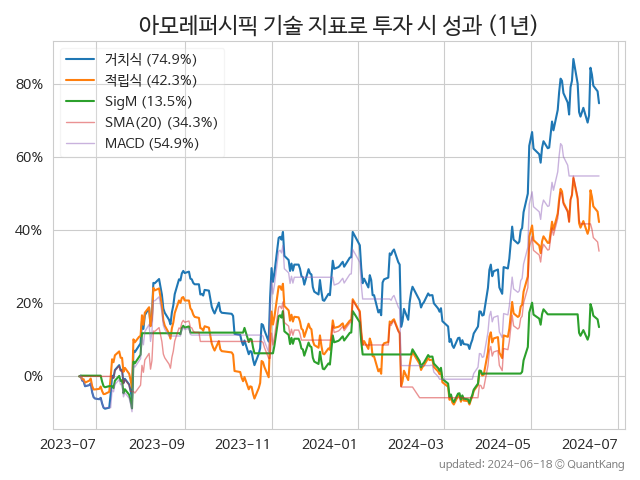 아모레퍼시픽 기술 지표로 투자 시 성과 (1년)
거치식 (74.9%)
적립식 (42.3%)
SigM (13.5%)
SMA(20) (34.3%)
MACD (54.9%)
80%
60%
40%
20%
0%
2023-07 2023-09 2023-11 2024-01 2024-03 2024-05 2024-07
updated: 2024-06-18 © QuantKang